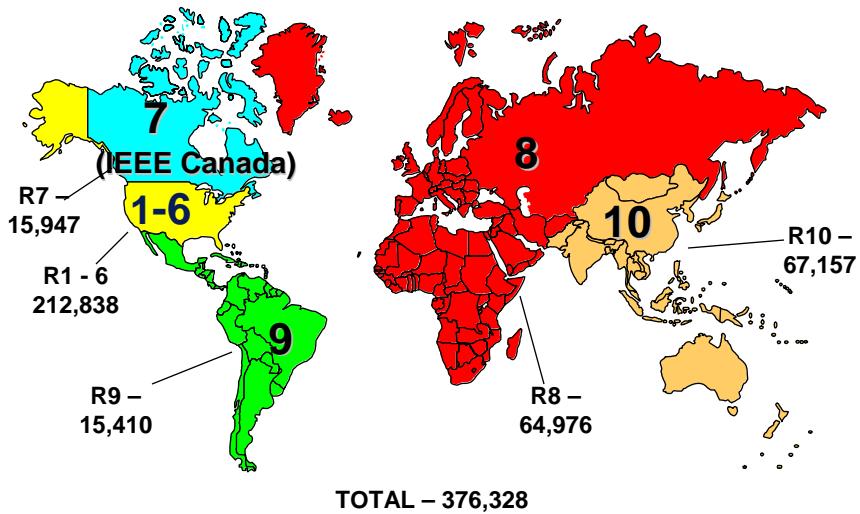 7
(IEEE Canada)
8
R7 –
15,947
1-6
10
R10 –
67,157
R1 - 6
212,838
9
R9 –
15,410
R8 –
64,976
TOTAL – 376,328